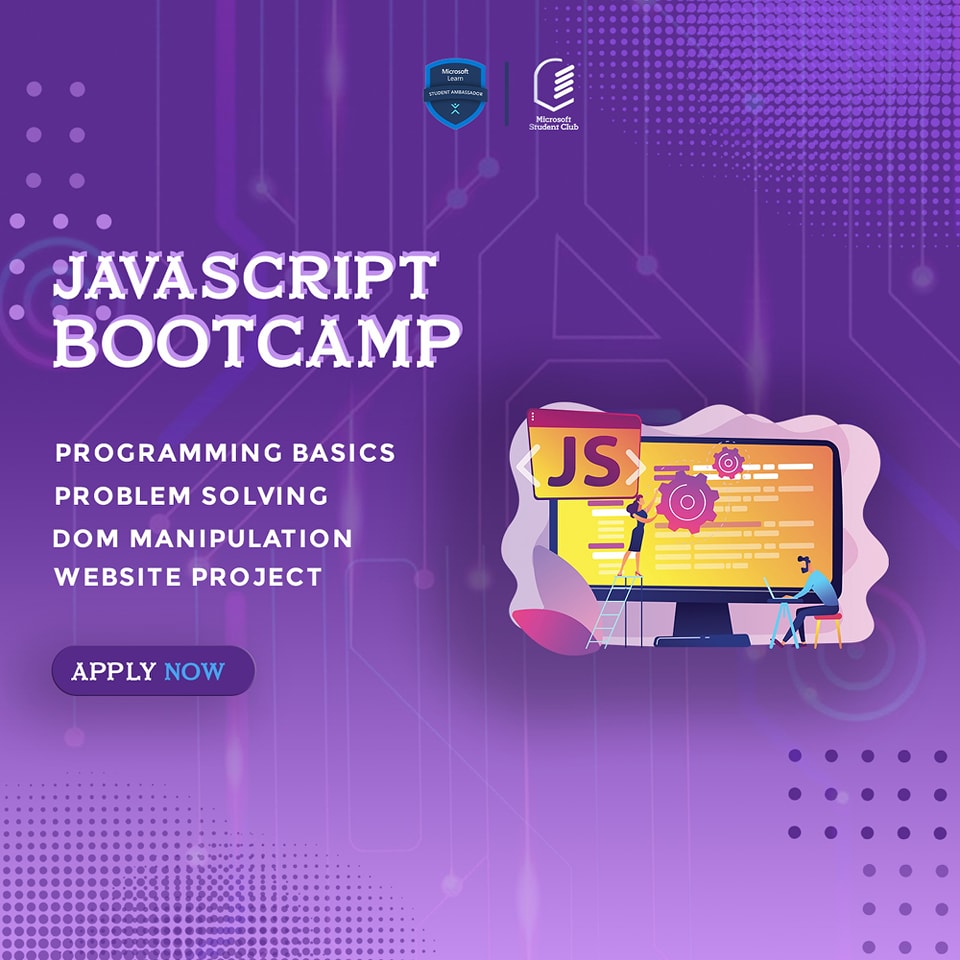 Microsoft
Learn
STUDENT AMBASSADOR
Microsoft
Student Club
JAVASCRIPT
BOOTCAMP
PROGRAMMING BASICS
PROBLEM SOLVING
DOM MANIPULATION
WEBSITE PROJECT
APPLY NOW
<JS>